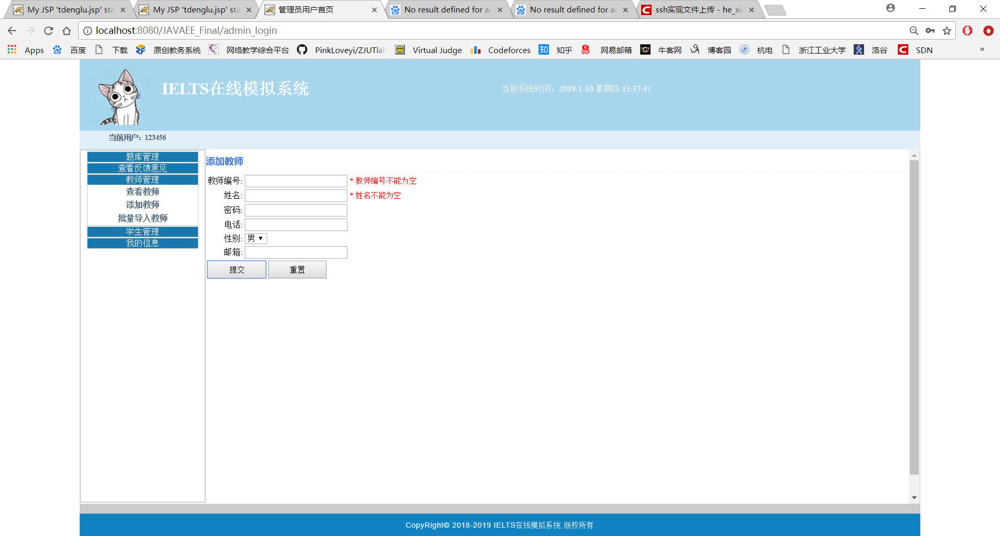 My JSP 'tdenglu.jsp' sta
My JSP 'tdenglu.jsp' sta
管理员用户首页
No result defined for ac
No result defined for ac
ssh实现文件上传 - he_xi
localhost:8080/JAVAEE_Final/admin_login
Apps 百度 下载 原创教务系统 网络教学综合平台 PinkLoveyi/ZJUTlal Virtual Judge Codeforces 知 知乎 网易邮箱 牛客网 博客园 杭电 浙江工业大学 洛谷 SDN »
IELTS在线模拟系统
当前系统时间：2019-1-10 星期四 13:37:47
当前用户：123456
题库管理
查看反馈意见
教师管理
查看教师
添加教师
批量导入教师
学生管理
我的信息
添加教师
教师编号: * 教师编号不能为空
姓名: * 姓名不能为空
密码:
电话:
性别: 男
邮箱:
提交 重置
CopyRight© 2018-2019 IELTS在线模拟系统 版权所有